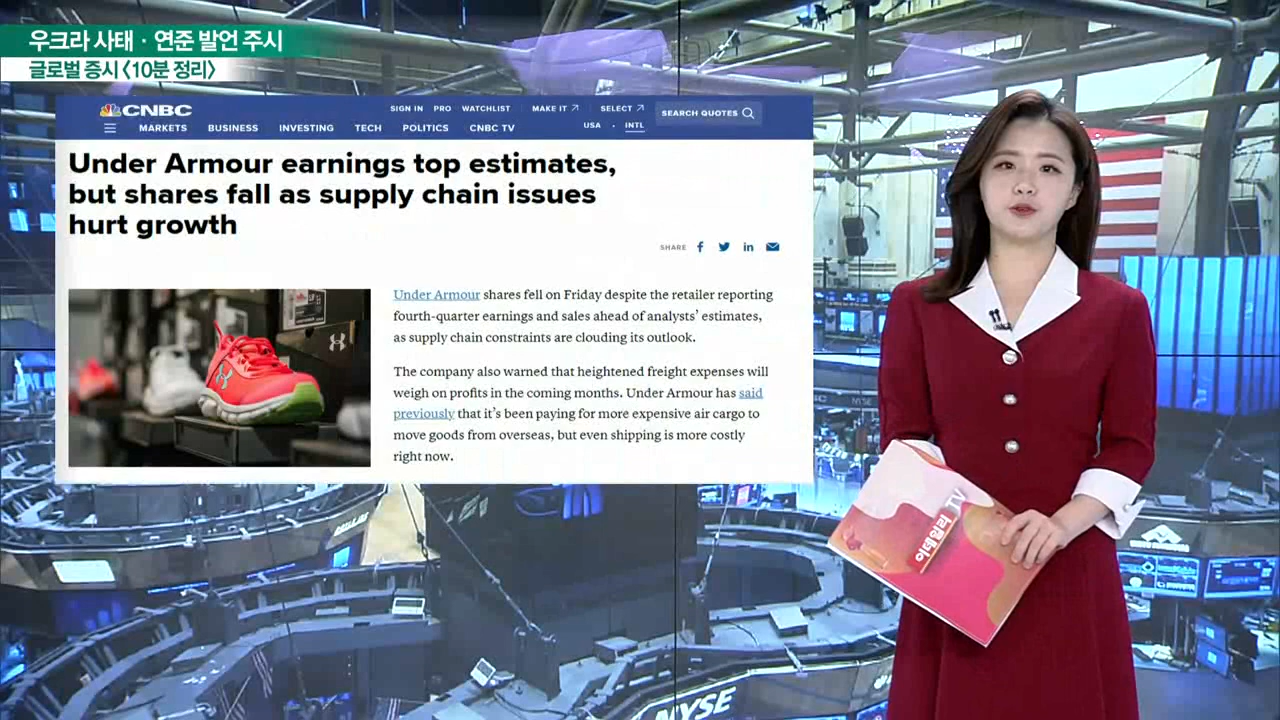 우크라 사태 · 연준 발언 주시
글로벌 증시 <10분 정리>
CNBC
SIGN IN PRO WATCHLIST MAKE IT SELECT
SEARCH QUOTES
MARKETS BUSINESS INVESTING TECH POLITICS CNBC TV
USA · INTL
Under Armour earnings top estimates,
but shares fall as supply chain issues
hurt growth
SHARE
Under Armour shares fell on Friday despite the retailer reporting
fourth-quarter earnings and sales ahead of analysts’ estimates,
as supply chain constraints are clouding its outlook.
The company also warned that heightened freight expenses will
weigh on profits in the coming months. Under Armour has said
previously that it’s been paying for more expensive air cargo to
move goods from overseas, but even shipping is more costly
right now.
이데일리 TV
NYSE
NYSE